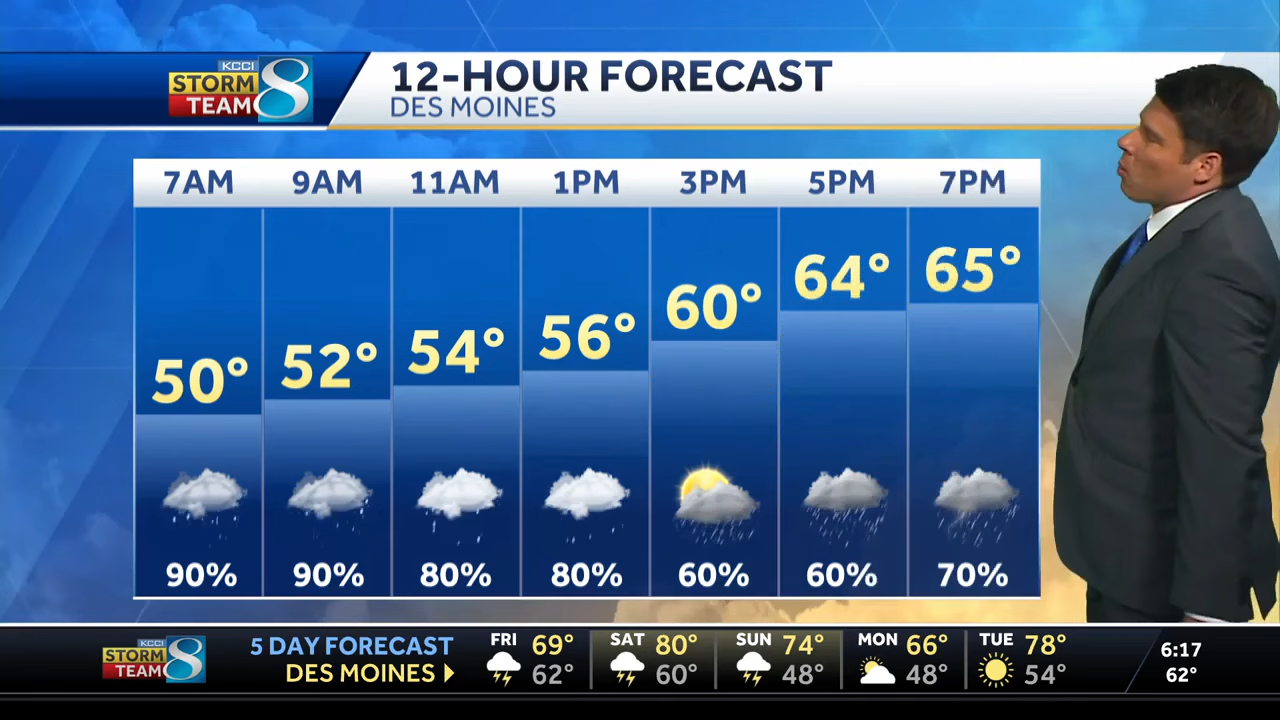 KCCI
STORM
TEAM 8
12-HOUR FORECAST
DES MOINES
7AM 9AM 11AM 1PM 3PM 5PM 7PM
50° 52° 54° 56° 60° 64° 65°
90% 90% 80% 80% 60% 60% 70%
KCCI
STORM
TEAM 8
5 DAY FORECAST
DES MOINES
FRI 69° 62°
SAT 80° 60°
SUN 74° 48°
MON 66° 48°
TUE 78° 54°
6:17
62°